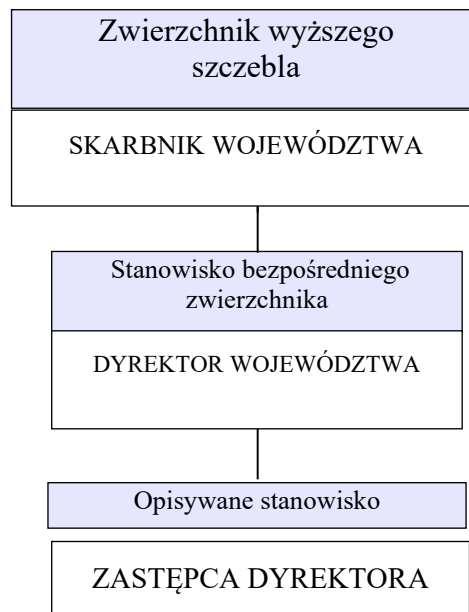 Zwierzchnik wyższego
szczebla
SKARBNIK WOJEWÓDZTWA
Stanowisko bezpośredniego
zwierzchnika
DYREKTOR WOJEWÓDZTWA
Opisywane stanowisko
ZASTĘPCA DYREKTORA